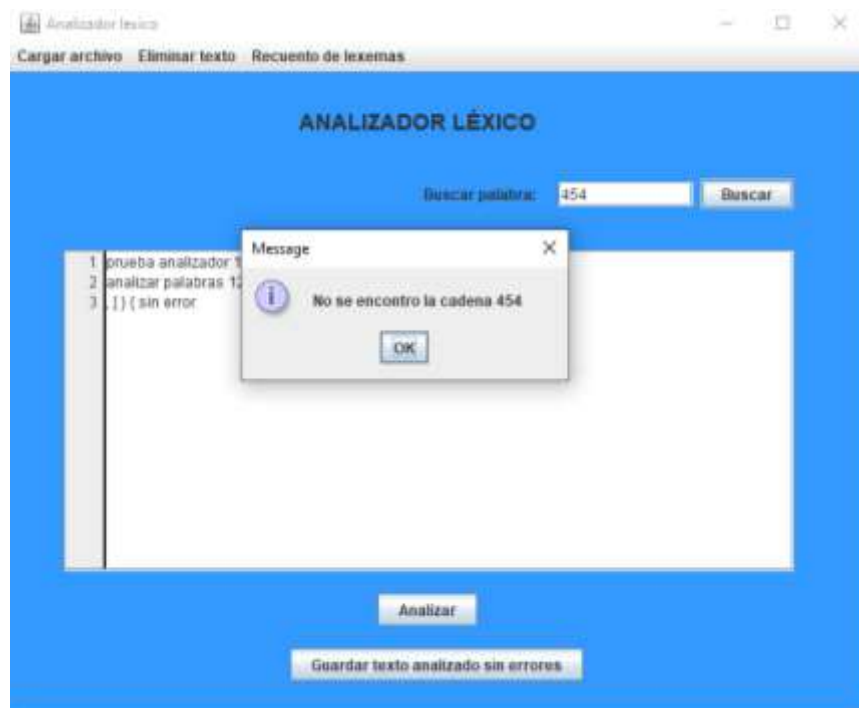 Analizador lexico
Cargar archivo Eliminar texto Recuento de lexemas
ANALIZADOR LÉXICO
Buscar palabra: 454 Buscar
Message
1 prueba analizador 1
2 analizar palabras 12
3 . [ ) { sin error
No se encontro la cadena 454
OK
Analizar
Guardar texto analizado sin errores